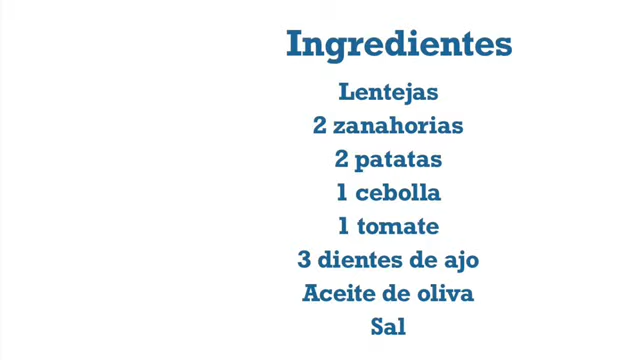 Ingredientes
Lentejas
2 zanahorias
2 patatas
1 cebolla
1 tomate
3 dientes de ajo
Aceite de oliva
Sal